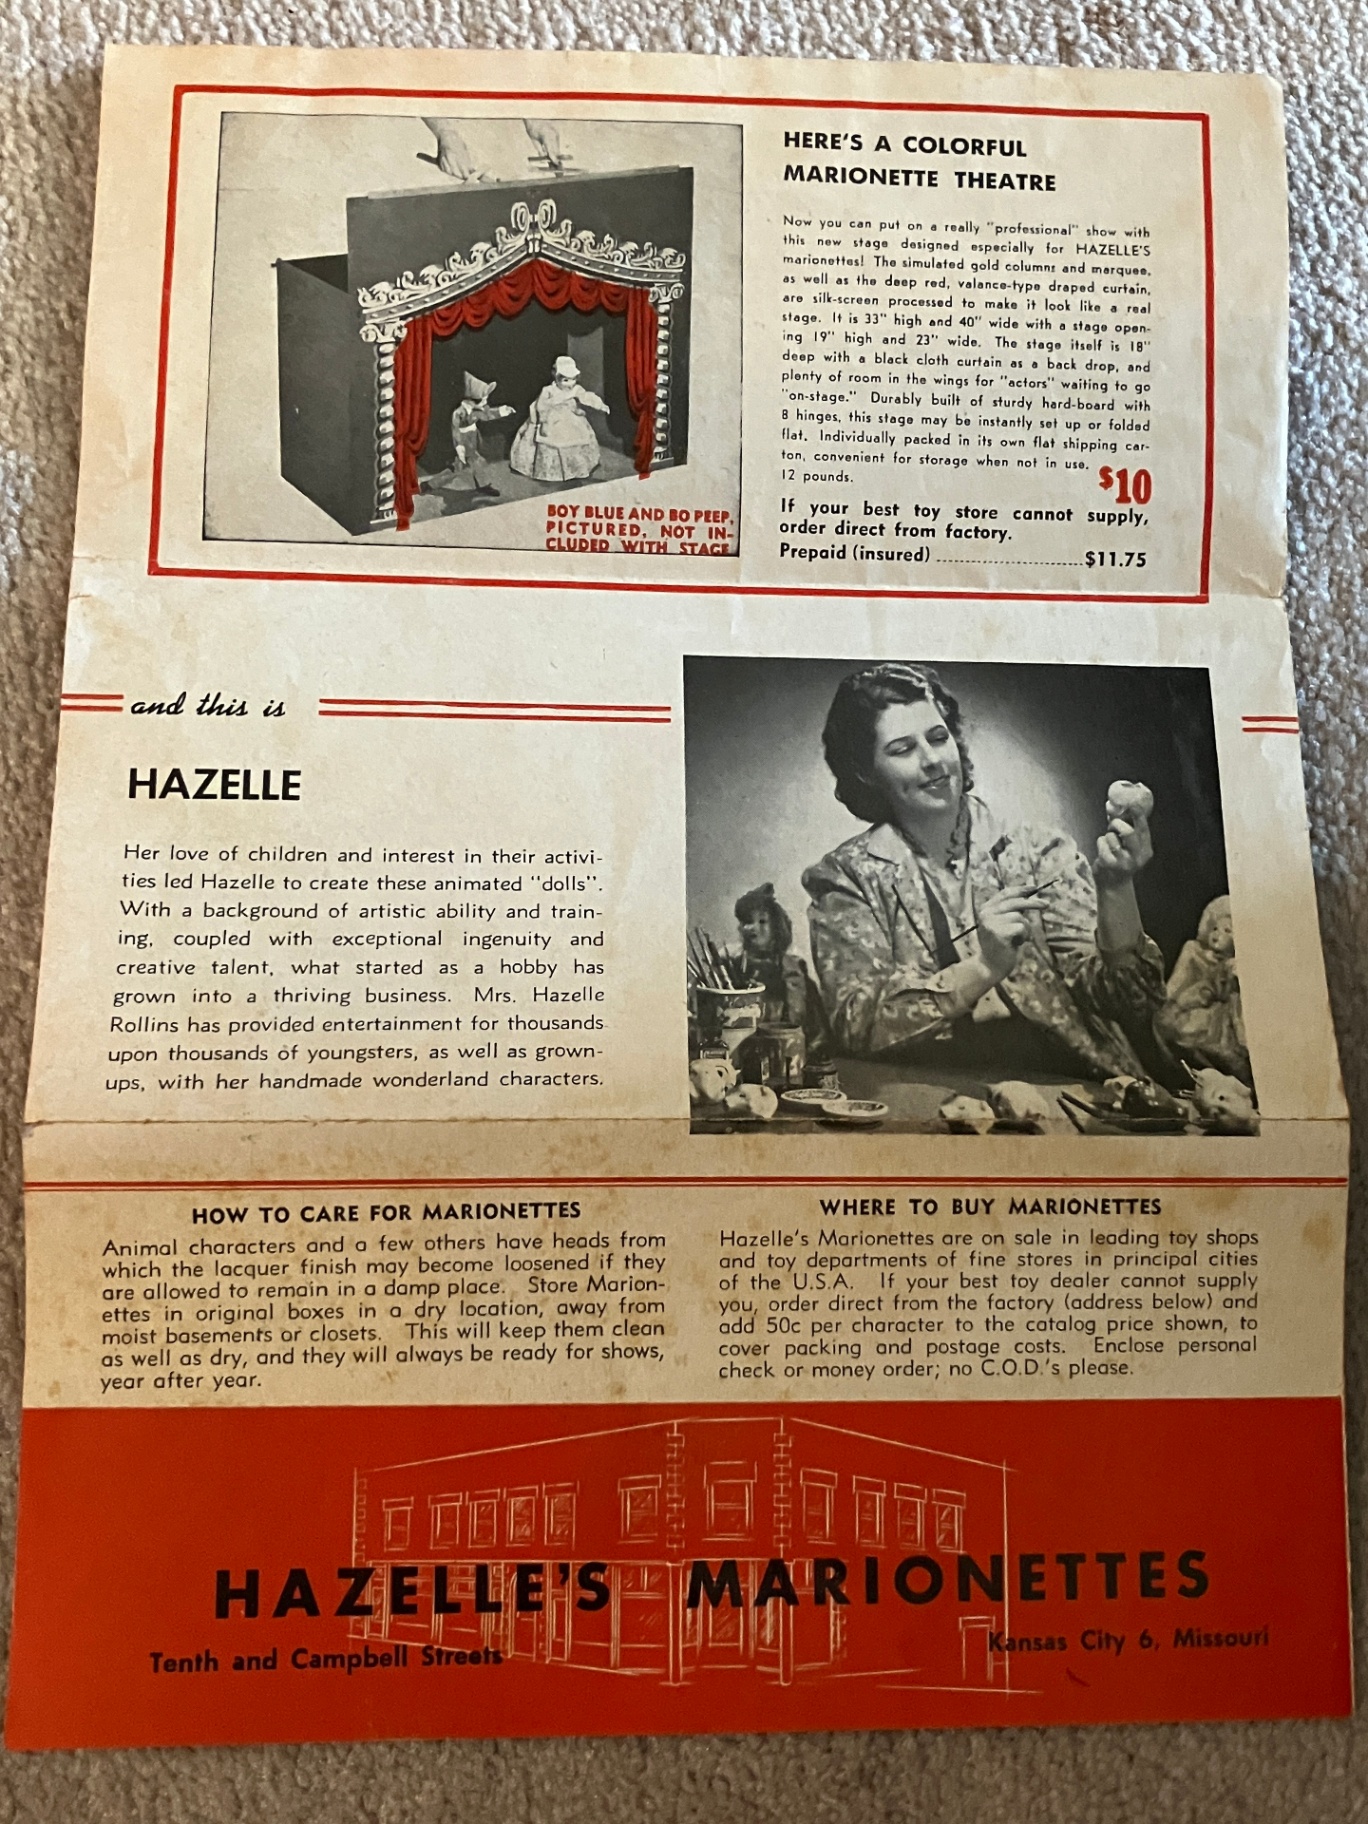 HERE'S A COLORFUL
MARIONETTE THEATRE
Now you can put on a really "professional" show with
this new stage designed especially for HAZELLE'S
marionettes! The simulated gold columns and marquee,
as well as the deep red, valance-type draped curtain,
are silk-screen processed to make it look like a real
stage. It is 33" high and 40" wide with a stage open-
ing 19" high and 23" wide. The stage itself is 18"
deep with a black cloth curtain as a back drop, and
plenty of room in the wings for "actors" waiting to go
"on-stage." Durably built of sturdy hard-board with
8 hinges, this stage may be instantly set up or folded
flat. Individually packed in its own flat shipping car-
ton, convenient for storage when not in use.
12 pounds.
$10
If your best toy store cannot supply,
order direct from factory.
Prepaid (insured) ............................$11.75
BOY BLUE AND BO PEEP,
PICTURED, NOT IN-
CLUDED WITH STAGE
and this is
HAZELLE
Her love of children and interest in their activi-
ties led Hazelle to create these animated "dolls".
With a background of artistic ability and train-
ing, coupled with exceptional ingenuity and
creative talent, what started as a hobby has
grown into a thriving business. Mrs. Hazelle
Rollins has provided entertainment for thousands
upon thousands of youngsters, as well as grown-
ups, with her handmade wonderland characters.
HOW TO CARE FOR MARIONETTES
Animal characters and a few others have heads from
which the lacquer finish may become loosened if they
are allowed to remain in a damp place. Store Marion-
ettes in original boxes in a dry location, away from
moist basements or closets. This will keep them clean
as well as dry, and they will always be ready for shows,
year after year.
WHERE TO BUY MARIONETTES
Hazelle's Marionettes are on sale in leading toy shops
and toy departments of fine stores in principal cities
of the U.S.A. If your best toy dealer cannot supply
you, order direct from the factory (address below) and
add 50c per character to the catalog price shown, to
cover packing and postage costs. Enclose personal
check or money order; no C.O.D.'s please.
HAZELLE'S MARIONETTES
Tenth and Campbell Streets
Kansas City 6, Missouri